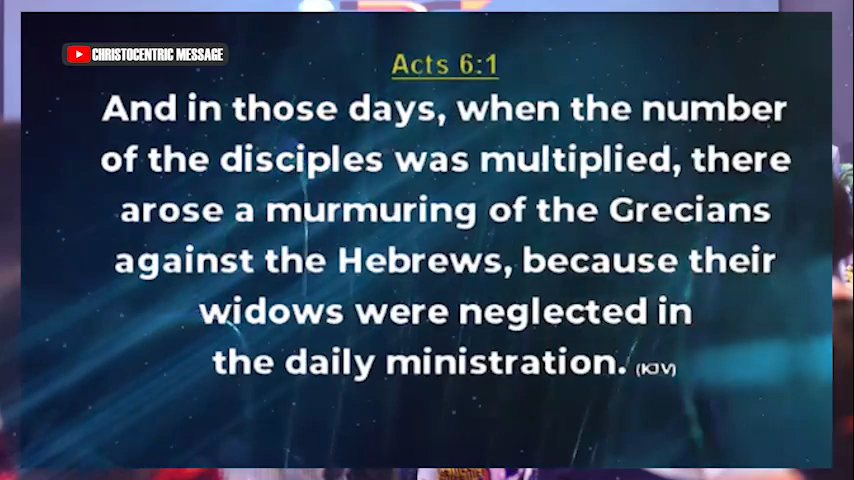 CHRISTOCENTRIC MESSAGE
Acts 6:1
And in those days, when the number
of the disciples was multiplied, there
arose a murmuring of the Grecians
against the Hebrews, because their
widows were neglected in
the daily ministration. (KJV)